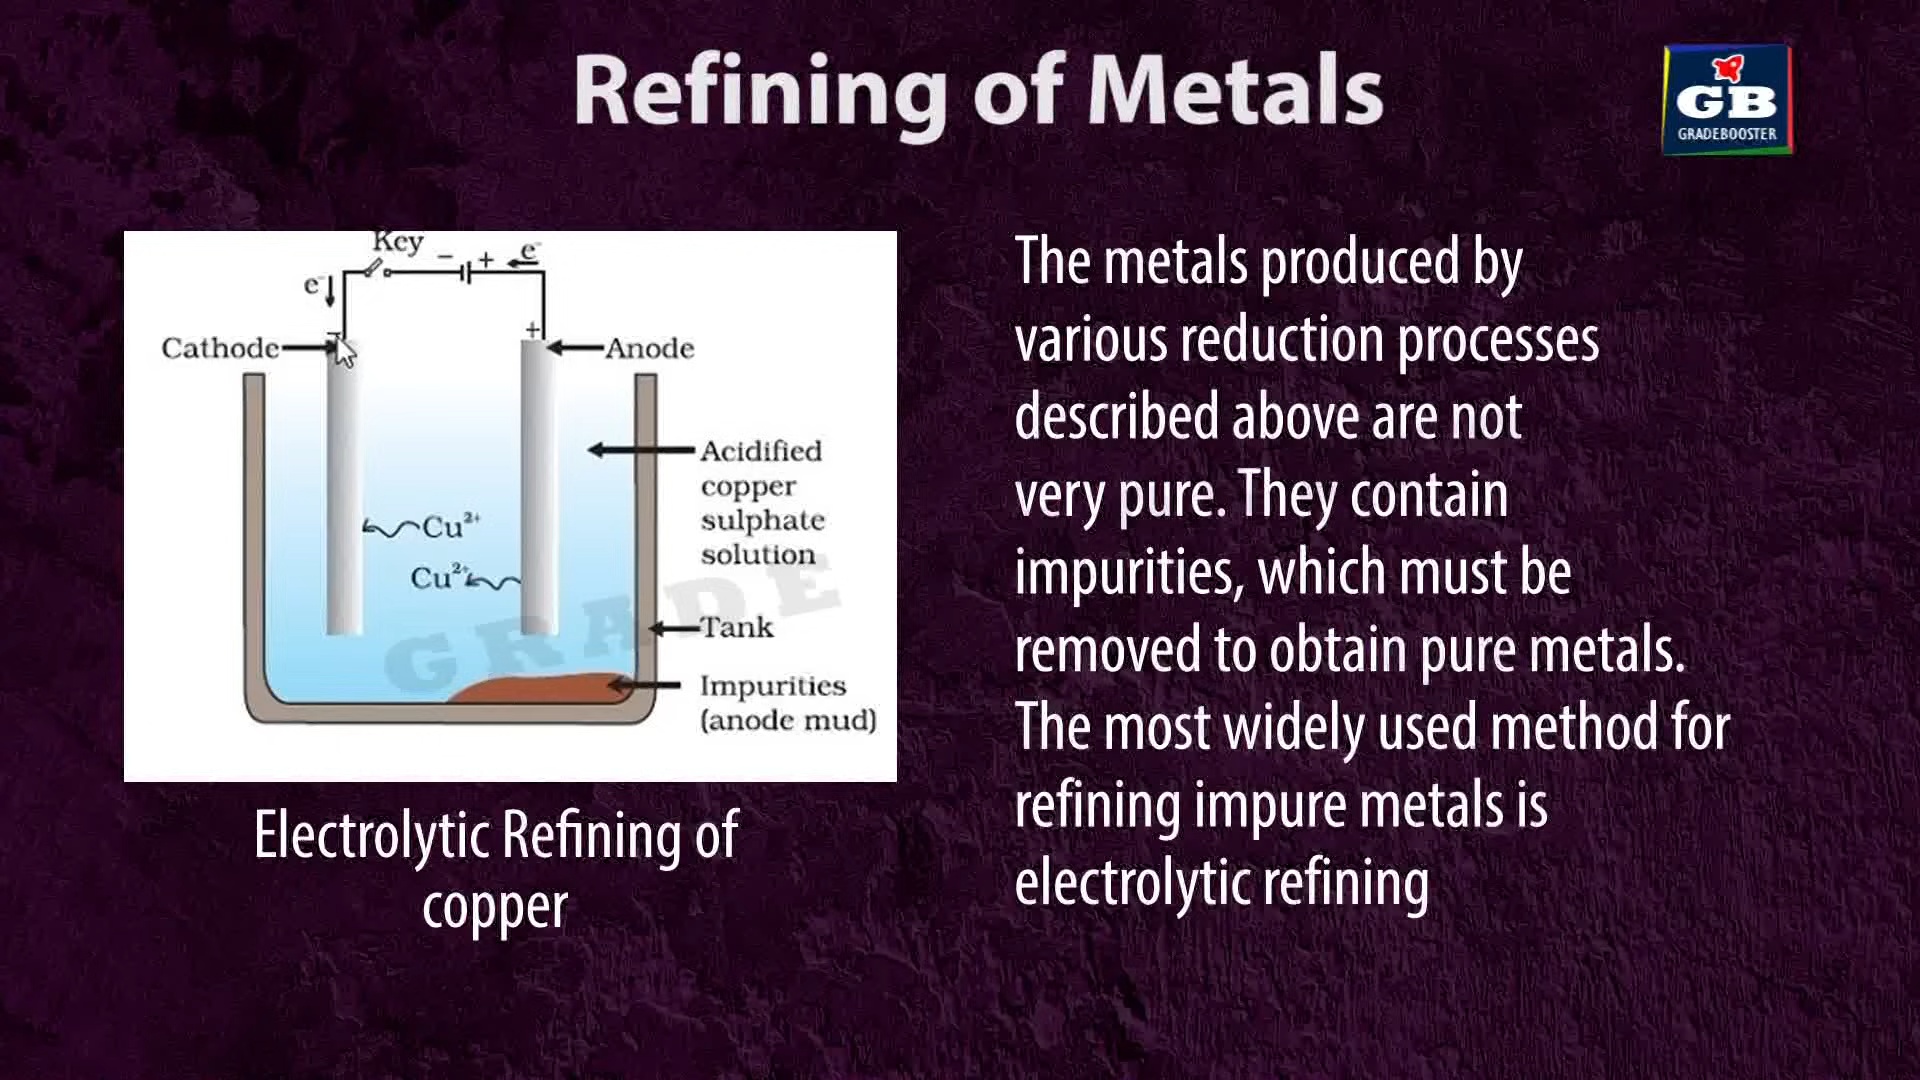 Refining of Metals
GB
GRADEBOOSTER
Key
e⁻
− +
e⁻
−
+
Cathode
Anode
Acidified
copper
sulphate
solution
Cu²⁺
Cu²⁺
GRADE
Tank
Impurities
(anode mud)
Electrolytic Refining of
copper
The metals produced by
various reduction processes
described above are not
very pure. They contain
impurities, which must be
removed to obtain pure metals.
The most widely used method for
refining impure metals is
electrolytic refining